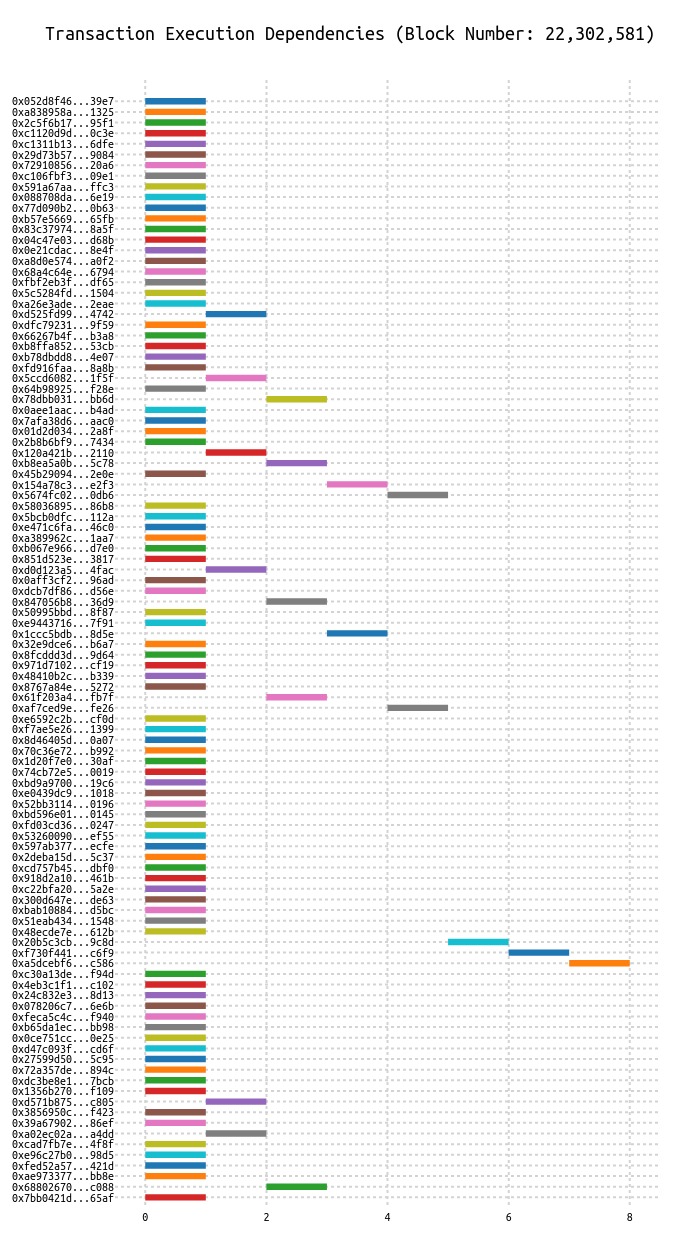 Transaction Execution Dependencies (Block Number: 22,302,581)
0x052d8f46...39e7
0xa838958a...1325
0x2c5f6b17...95f1
0xc1120d9d...0c3e
0xc1311b13...6dfe
0x29d73b57...9084
0x72910856...20a6
0xc106fbf3...09e1
0x591a67aa...ffc3
0x088708da...6e19
0x77d090b2...0b63
0xb57e5669...65fb
0x83c37974...8a5f
0x04c47e03...d68b
0x0e21cdac...8e4f
0xa8d0e574...a0f2
0x68a4c64e...6794
0xfbf2eb3f...df65
0x5c5284fd...1504
0xa26e3ade...2eae
0xd525fd99...4742
0xdfc79231...9f59
0x66267b4f...b3a8
0xb8ffa852...53cb
0xb78dbdd8...4e07
0xfd916faa...8a8b
0x5ccd6082...1f5f
0x64b98925...f28e
0x78dbb031...bb6d
0x0aee1aac...b4ad
0x7afa38d6...aac0
0x01d2d034...2a8f
0x2b8b6bf9...7434
0x120a421b...2110
0xb8ea5a0b...5c78
0x45b29094...2e0e
0x154a78c3...e2f3
0x5674fc02...0db6
0x58036895...86b8
0x5bcb0dfc...112a
0xe471c6fa...46c0
0xa389962c...1aa7
0xb067e966...d7e0
0x851d523e...3817
0xd0d123a5...4fac
0x0aff3cf2...96ad
0xdcb7df86...d56e
0x847056b8...36d9
0x50995bbd...8f87
0xe9443716...7f91
0x1ccc5bdb...8d5e
0x32e9dce6...b6a7
0x8fcddd3d...9d64
0x971d7102...cf19
0x48410b2c...b339
0x8767a84e...5272
0x61f203a4...fb7f
0xaf7ced9e...fe26
0xe6592c2b...cf0d
0xf7ae5e26...1399
0x8d46405d...0a07
0x70c36e72...b992
0x1d20f7e0...30af
0x74cb72e5...0019
0xbd9a9700...19c6
0xe0439dc9...1018
0x52bb3114...0196
0xbd596e01...0145
0xfd03cd36...0247
0x53260090...ef55
0x597ab377...ecfe
0x2deba15d...5c37
0xcd757b45...dbf0
0x918d2a10...461b
0xc22bfa20...5a2e
0x300d647e...de63
0xbab10884...d5bc
0x51eab434...1548
0x48ecde7e...612b
0x20b5c3cb...9c8d
0xf730f441...c6f9
0xa5dcebf6...c586
0xc30a13de...f94d
0x4eb3c1f1...c102
0x24c832e3...8d13
0x078206c7...6e6b
0xfeca5c4c...f940
0xb65da1ec...bb98
0x0ce751cc...0e25
0xd47c093f...cd6f
0x27599d50...5c95
0x72a357de...894c
0xdc3be8e1...7bcb
0x1356b270...f109
0xd571b875...c805
0x3856950c...f423
0x39a67902...86ef
0xa02ec02a...a4dd
0xcad7fb7e...4f8f
0xe96c27b0...98d5
0xfed52a57...421d
0xae973377...bb8e
0x68802670...c088
0x7bb0421d...65af
0 2 4 6 8